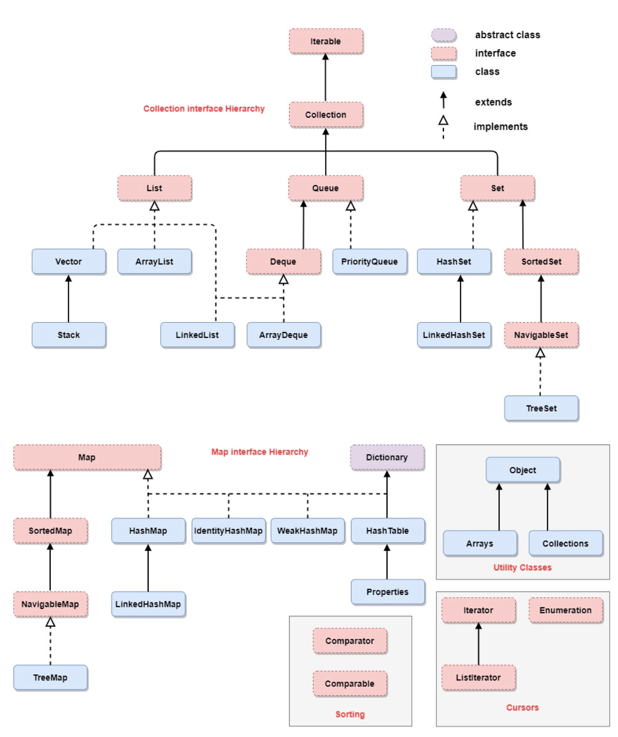 Iterable
abstract class
interface
class
Collection interface Hierarchy
Collection
extends
implements
List
Queue
Set
Vector
ArrayList
Deque
PriorityQueue
HashSet
SortedSet
Stack
LinkedList
ArrayDeque
LinkedHashSet
NavigableSet
TreeSet
Map
Map interface Hierarchy
Dictionary
Object
SortedMap
HashMap
IdentityHashMap
WeakHashMap
HashTable
Arrays
Collections
Utility Classes
NavigableMap
LinkedHashMap
Properties
Iterator
Enumeration
Comparator
TreeMap
Comparable
ListIterator
Sorting
Cursors